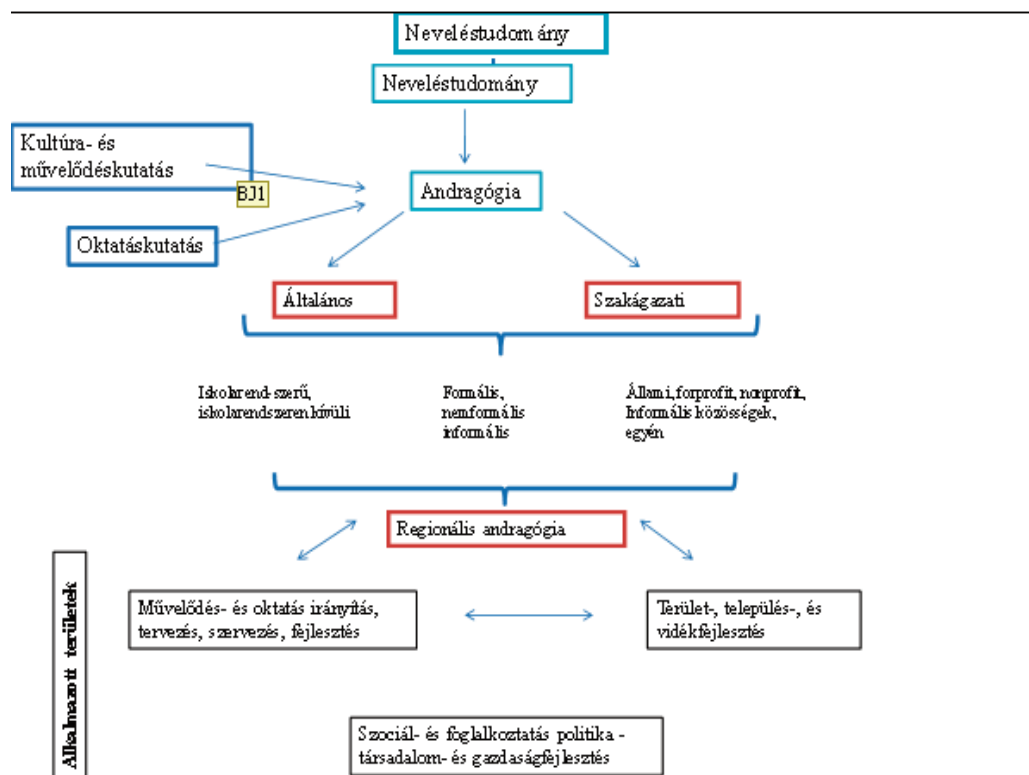 Neveléstudomány
Neveléstudomány
Kultúra- és
művelődéskutatás
BJ1
Andragógia
Oktatáskutatás
Általános
Szakágazati
Iskolarend-szerű,
iskolarendszeren kívüli
Formális,
nemformális
informális
Állami, forprofit, nonprofit,
Informális közösségek,
egyén
Regionális andragógia
Alkalmazott területek
Művelődés- és oktatás irányítás,
tervezés, szervezés, fejlesztés
Terület-, település-, és
vidékfejlesztés
Szociál- és foglalkoztatás politika -
társadalom- és gazdaságfejlesztés